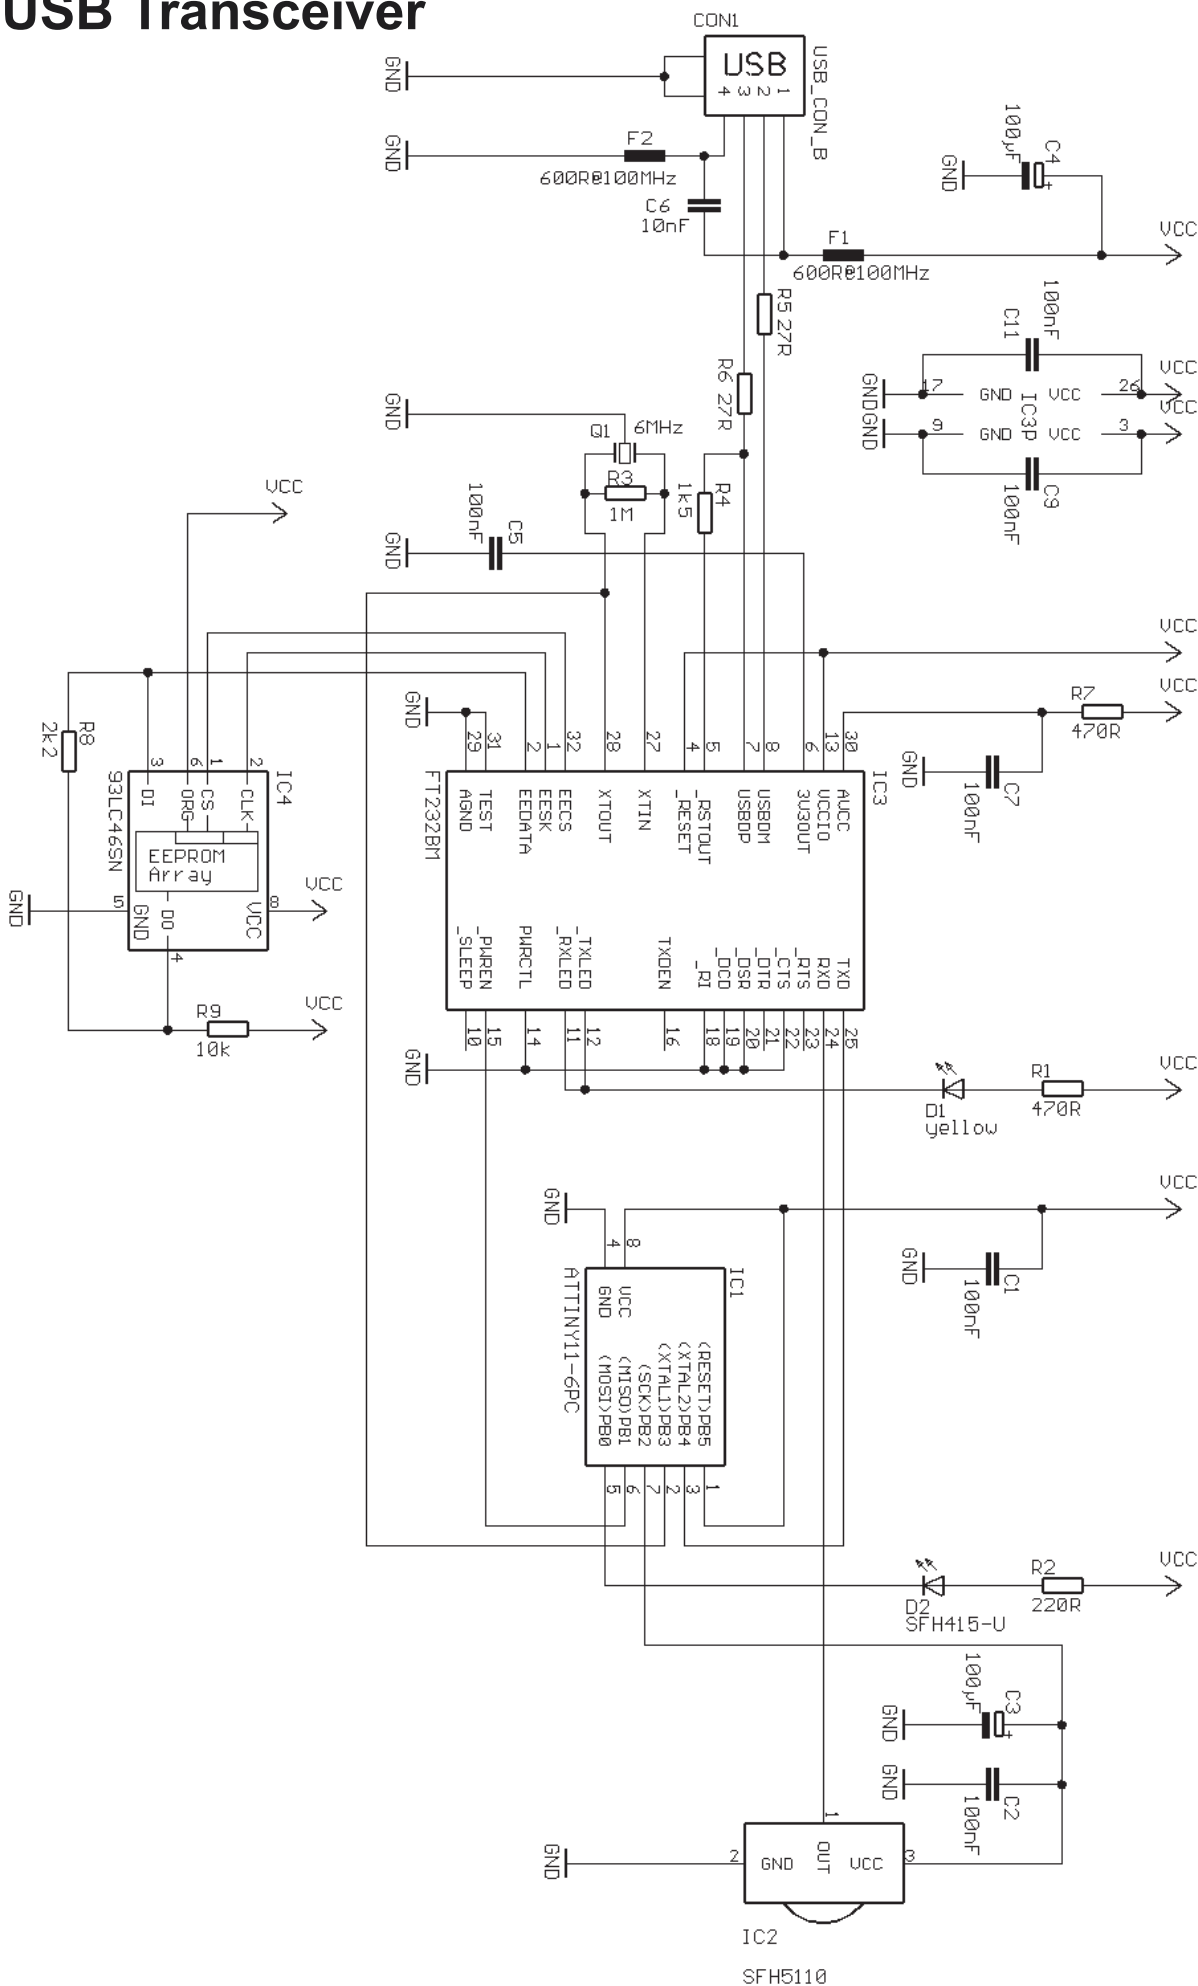 USB Transceiver
CON1
USB
4 3 2 1
USB_CON_B
GND
GND
F2
600R@100MHz
C6
10nF
100µF
C4
+
GND
VCC
F1
600R@100MHz
R5 27R
R6 27R
100nF
C11
VCC
GND
17
GND
VCC
26
IC3P
VCC
GND
9
GND
VCC
3
C9
100nF
GND
Q1
6MHz
R3
1M
R4
1k5
VCC
100nF
C5
GND
VCC
VCC
R7
470R
GND
C7
100nF
R8
2k2
GND
29
31
2
1
32
28
27
4
5
7
8
6
13
30
IC3
FT232BM
AGND
TEST
EEDATA
EESK
EECS
XTOUT
XTIN
_RESET
_RSTOUT
USBDP
USBDM
3V3OUT
VCCIO
AVCC
_SLEEP
_PWREN
PWRCTL
_RXLED
_TXLED
TXDEN
_RI
_DCD
_DSR
_DTR
_CTS
_RTS
RXD
TXD
10
15
14
11
12
16
18
19
20
21
22
23
24
25
3
6
1
2
IC4
93LC46SN
DI
ORG
CS
CLK
EEPROM
Array
GND
5
GND
DO
VCC
8
VCC
4
R9
10k
VCC
GND
D1
yellow
R1
470R
VCC
VCC
GND
4
8
GND
C1
100nF
IC1
ATTINY11-6PC
GND
VCC
(MOSI)PB0
(MISO)PB1
(SCK)PB2
(XTAL1)PB3
(XTAL2)PB4
(RESET)PB5
5
6
7
2
3
1
D2
SFH415-U
R2
220R
VCC
100µF
C3
+
GND
GND
C2
100nF
1
GND
2
GND
OUT
VCC
3
IC2
SFH5110